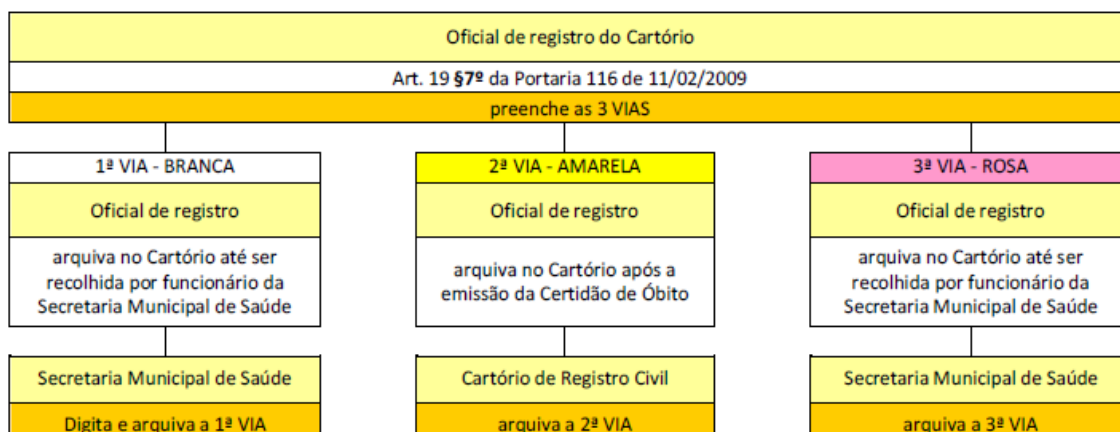 Oficial de registro do Cartório
Art. 19 §7º da Portaria 116 de 11/02/2009
preenche as 3 VIAS
1ª VIA - BRANCA
Oficial de registro
arquiva no Cartório até ser
recolhida por funcionário da
Secretaria Municipal de Saúde
Secretaria Municipal de Saúde
Digita e arquiva a 1ª VIA
2ª VIA - AMARELA
Oficial de registro
arquiva no Cartório após a
emissão da Certidão de Óbito
Cartório de Registro Civil
arquiva a 2ª VIA
3ª VIA - ROSA
Oficial de registro
arquiva no Cartório até ser
recolhida por funcionário da
Secretaria Municipal de Saúde
Secretaria Municipal de Saúde
arquiva a 3ª VIA